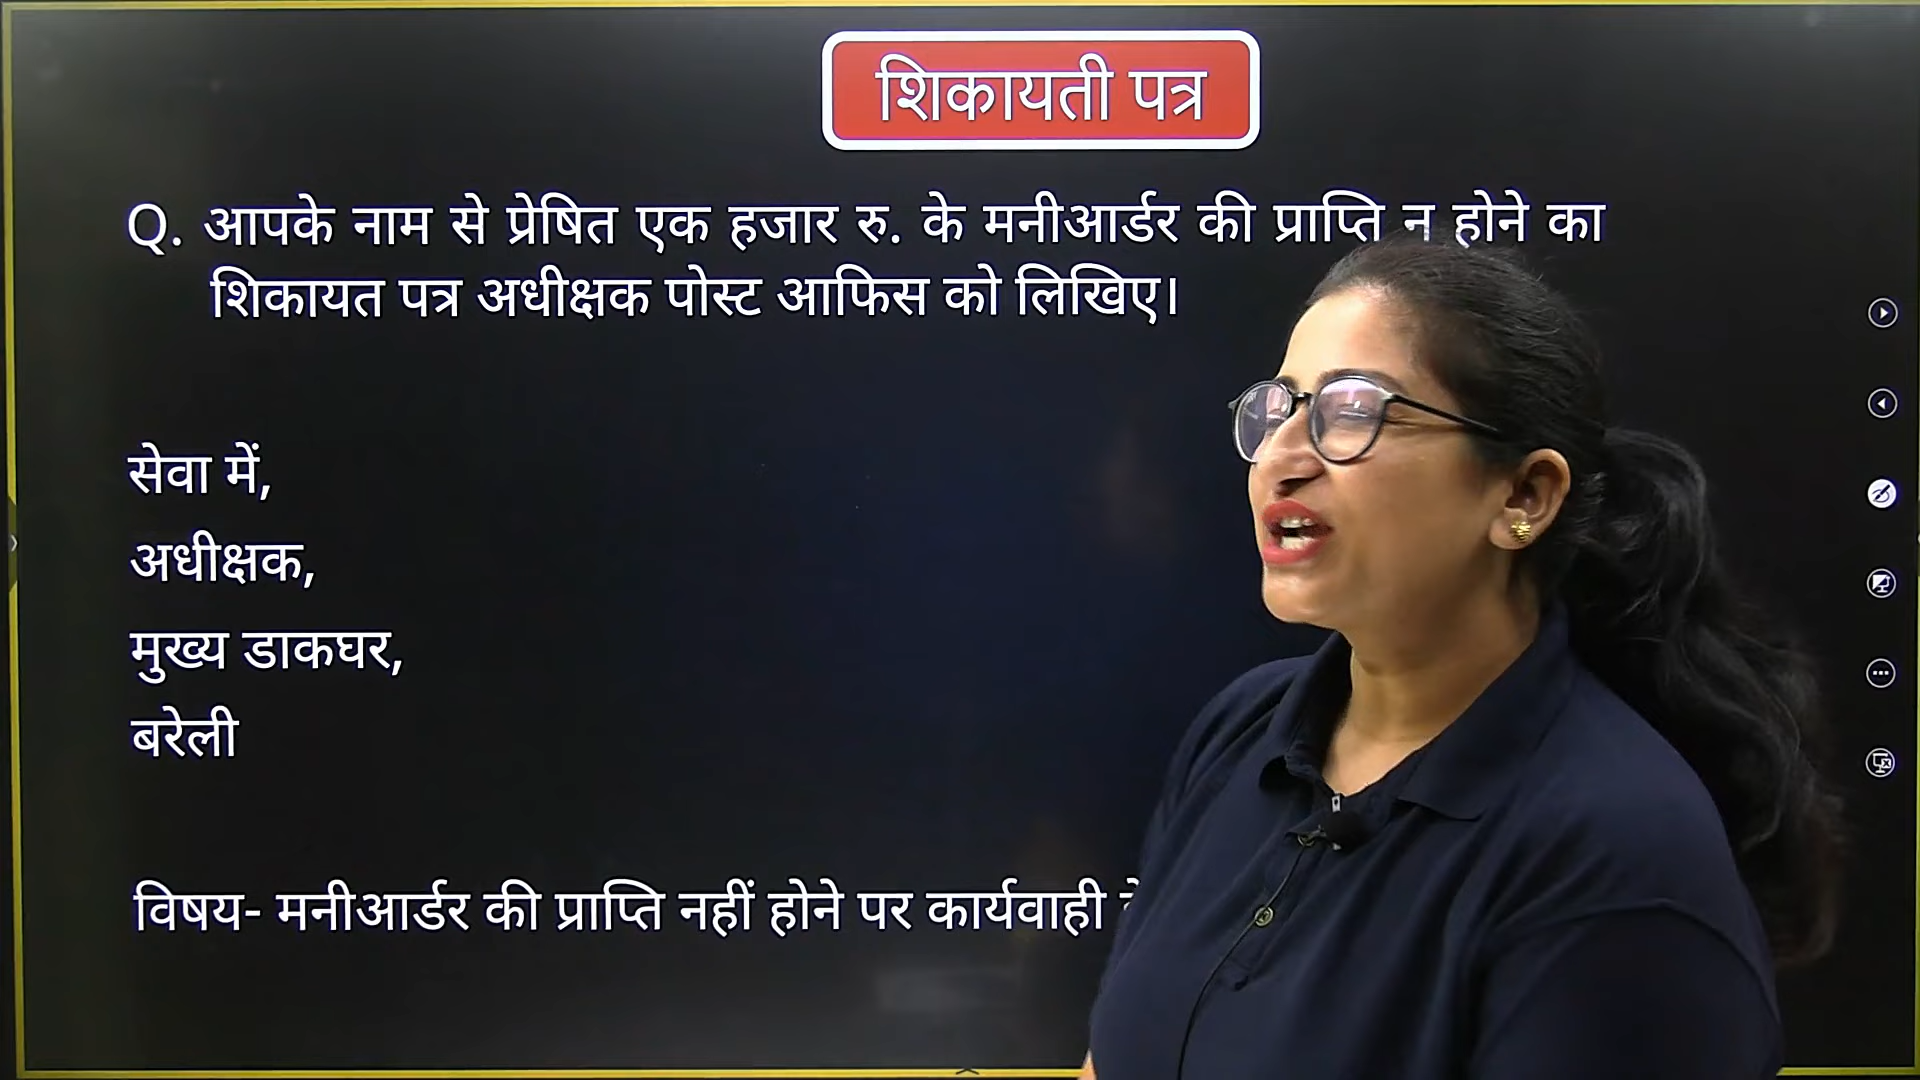 शिकायती पत्र
Q. आपके नाम से प्रेषित एक हजार रु. के मनीआर्डर की प्राप्ति न होने का
शिकायत पत्र अधीक्षक पोस्ट आफिस को लिखिए।
सेवा में,
अधीक्षक,
मुख्य डाकघर,
बरेली
विषय- मनीआर्डर की प्राप्ति नहीं होने पर कार्यवाही